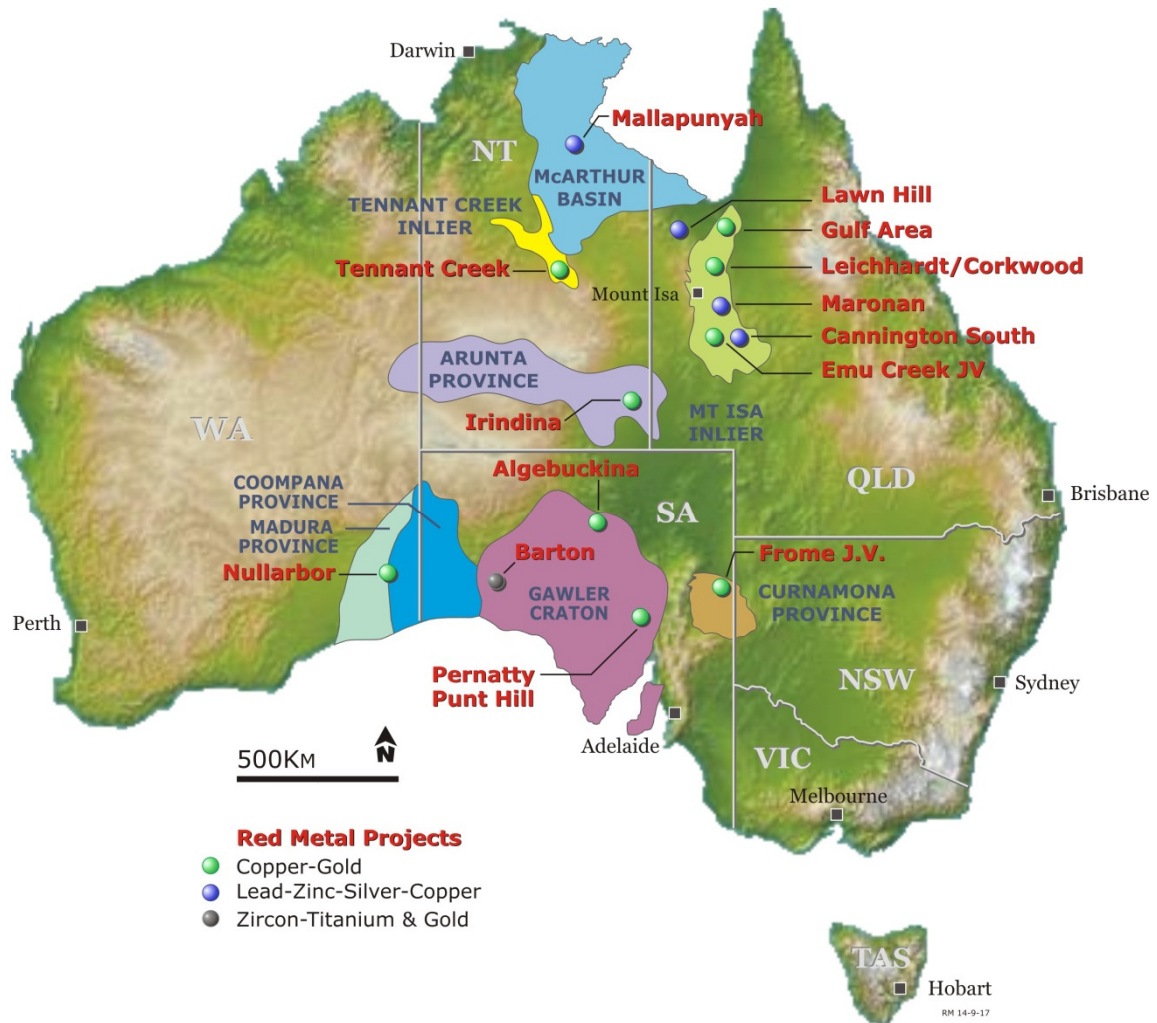 Darwin
Mallapunyah
NT
McARTHUR
BASIN
Lawn Hill
TENNANT CREEK
INLIER
Gulf Area
Tennant Creek
Leichhardt/Corkwood
Mount Isa
Maronan
Cannington South
ARUNTA
PROVINCE
Emu Creek JV
Irindina
MT ISA
INLIER
WA
Algebuckina
QLD
COOMPANA
PROVINCE
Brisbane
SA
MADURA
PROVINCE
Barton
Frome J.V.
Nullarbor
GAWLER
CRATON
CURNAMONA
PROVINCE
Perth
Pernatty
Punt Hill
NSW
Sydney
Adelaide
VIC
N
500KM
Melbourne
Red Metal Projects
Copper-Gold
Lead-Zinc-Silver-Copper
Zircon-Titanium & Gold
TAS
Hobart
RM 14-9-17